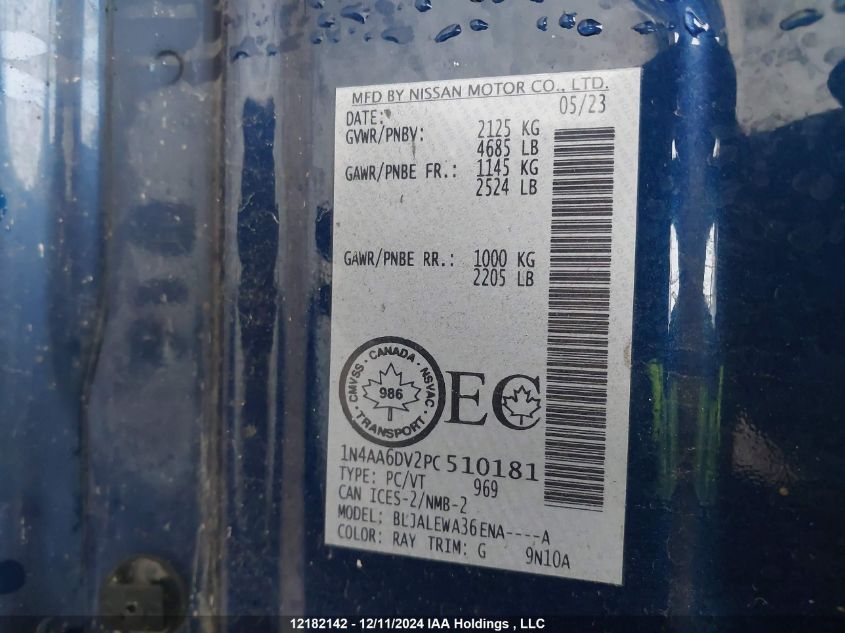 MFD BY NISSAN MOTOR CO., LTD.
DATE: 05/23
GVWR/PNBV: 2125 KG
4685 LB
GAWR/PNBE FR.: 1145 KG
2524 LB
GAWR/PNBE RR.: 1000 KG
2205 LB
CMVSS · CANADA · NSVAC
986
· TRANSPORT ·
EC
1N4AA6DV2PC510181
TYPE: PC/VT 969
CAN ICES-2/NMB-2
MODEL: BLJALEWA36ENA----A
COLOR: RAY TRIM: G 9N10A
12182142 - 12/11/2024 IAA Holdings , LLC